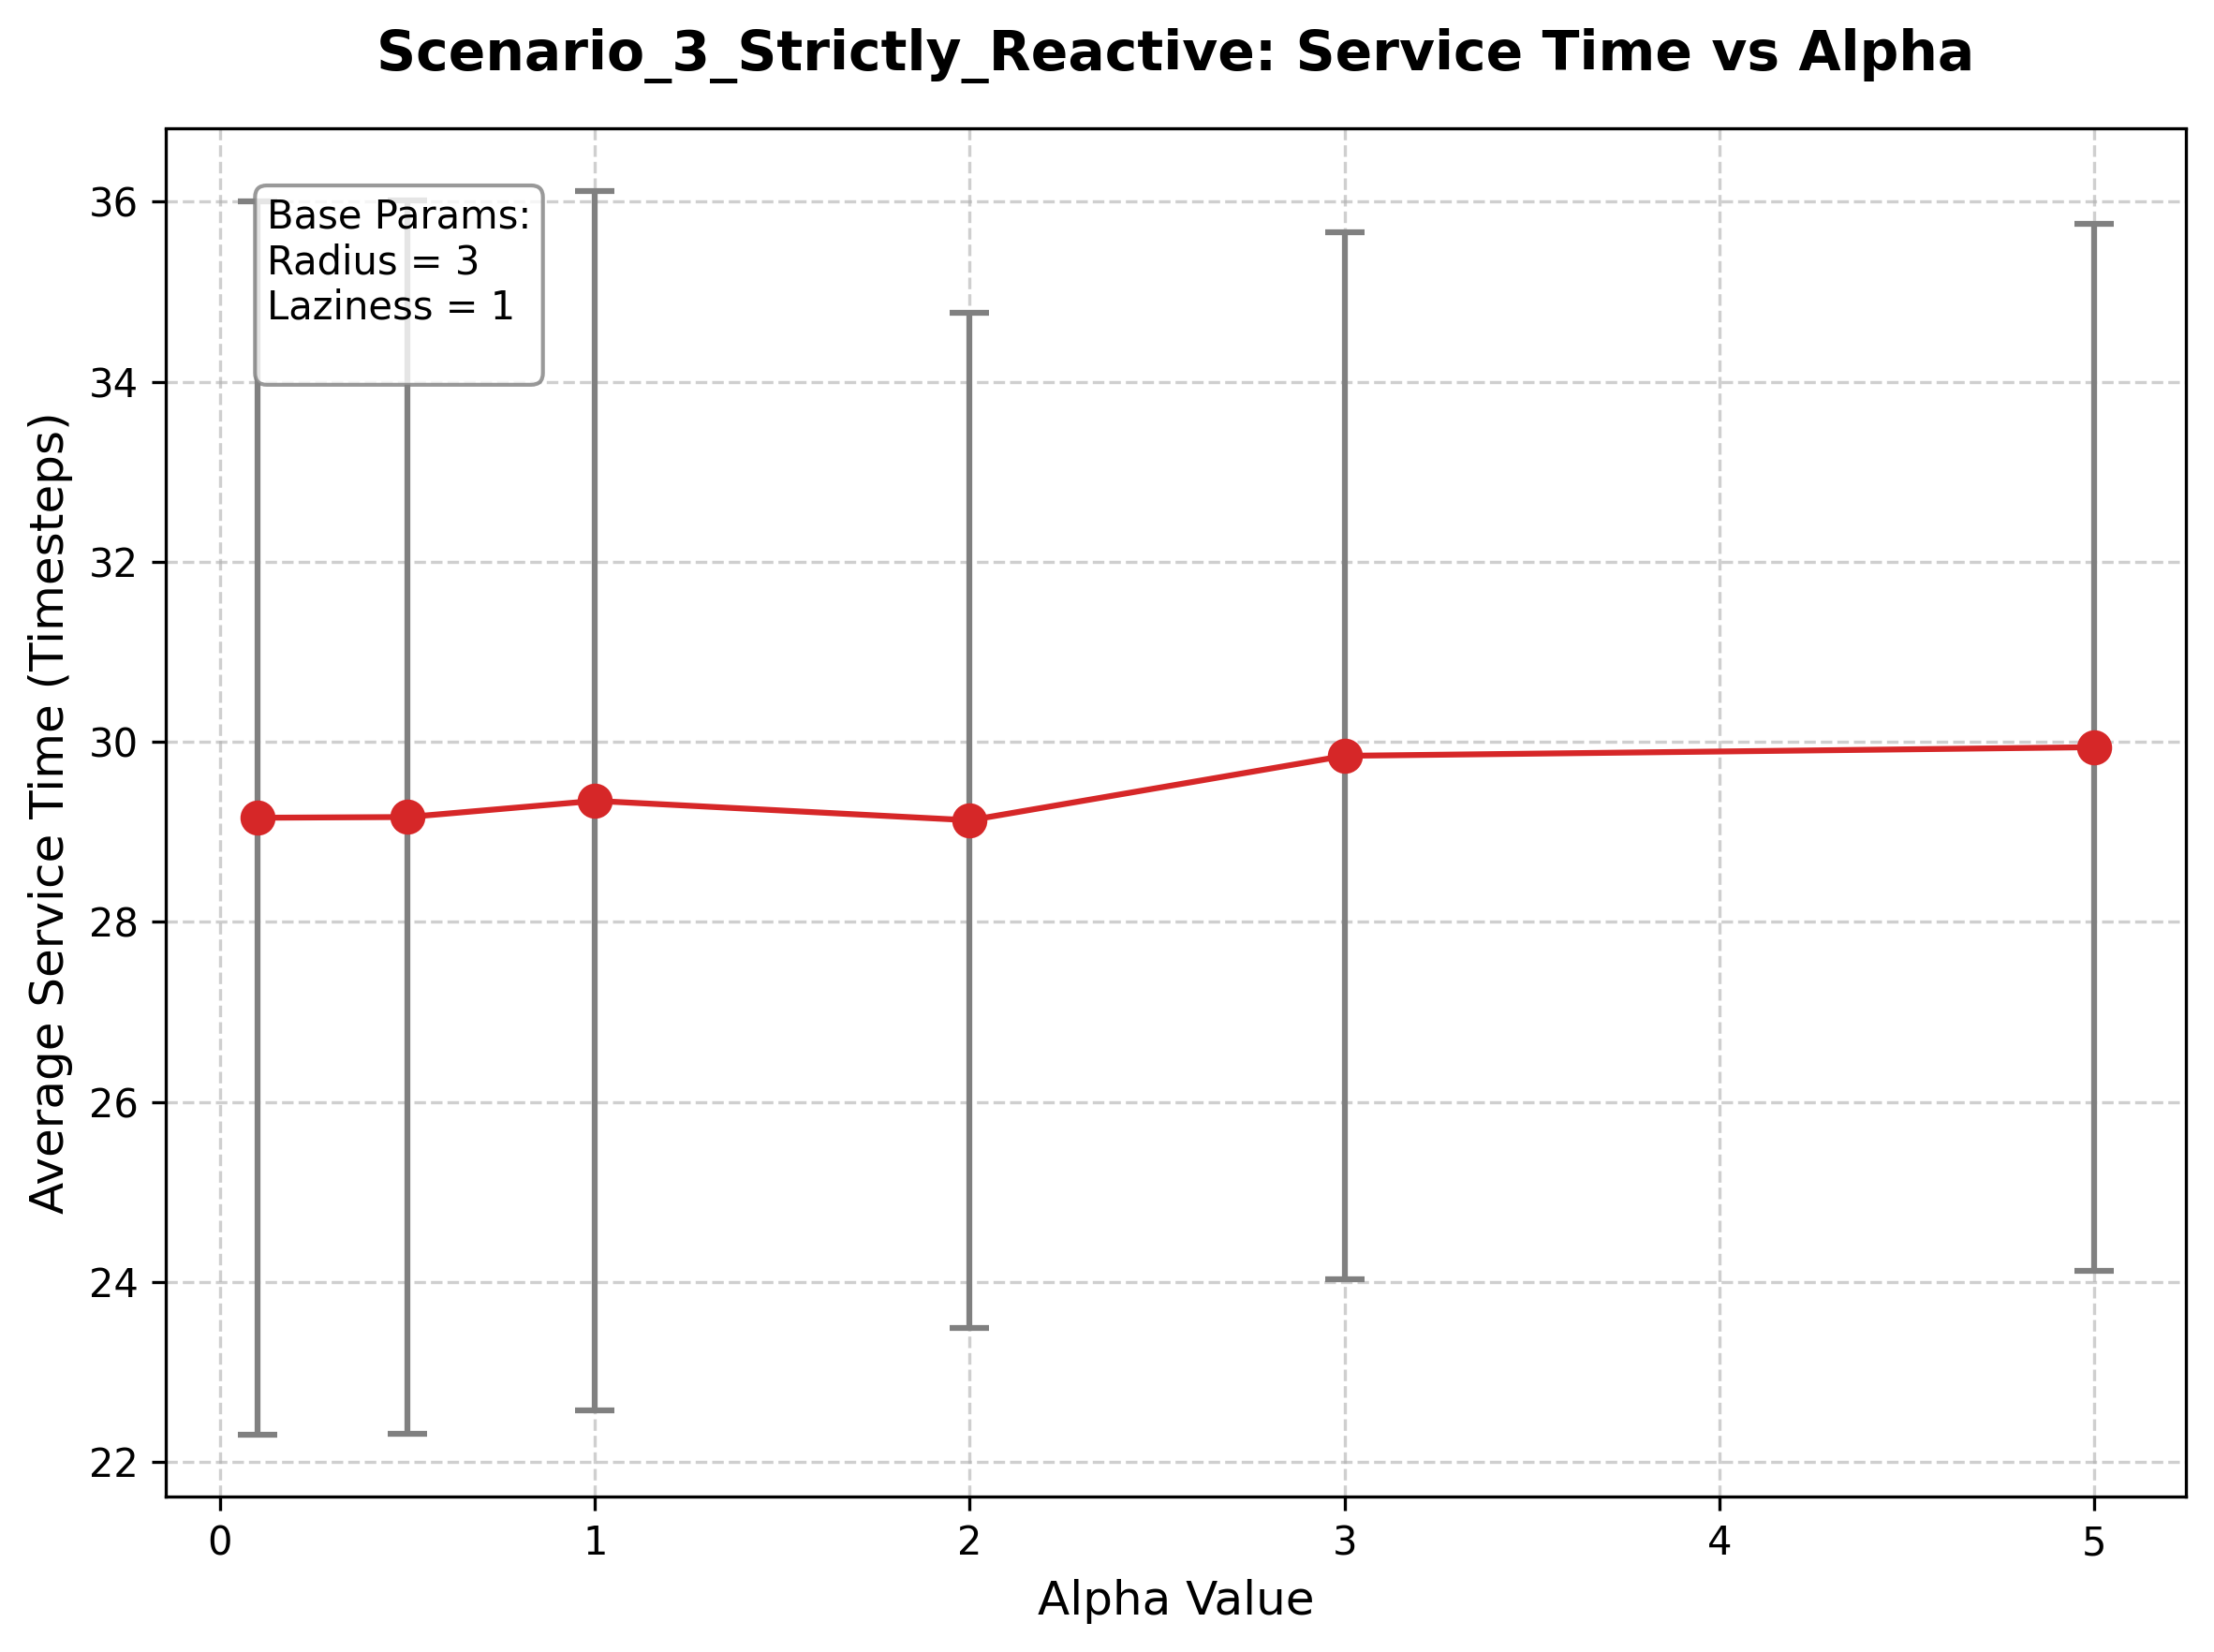 Scenario_3_Strictly_Reactive: Service Time vs Alpha
Base Params:
Radius = 3
Laziness = 1
Average Service Time (Timesteps)
36
34
32
30
28
26
24
22
0 1 2 3 4 5
Alpha Value